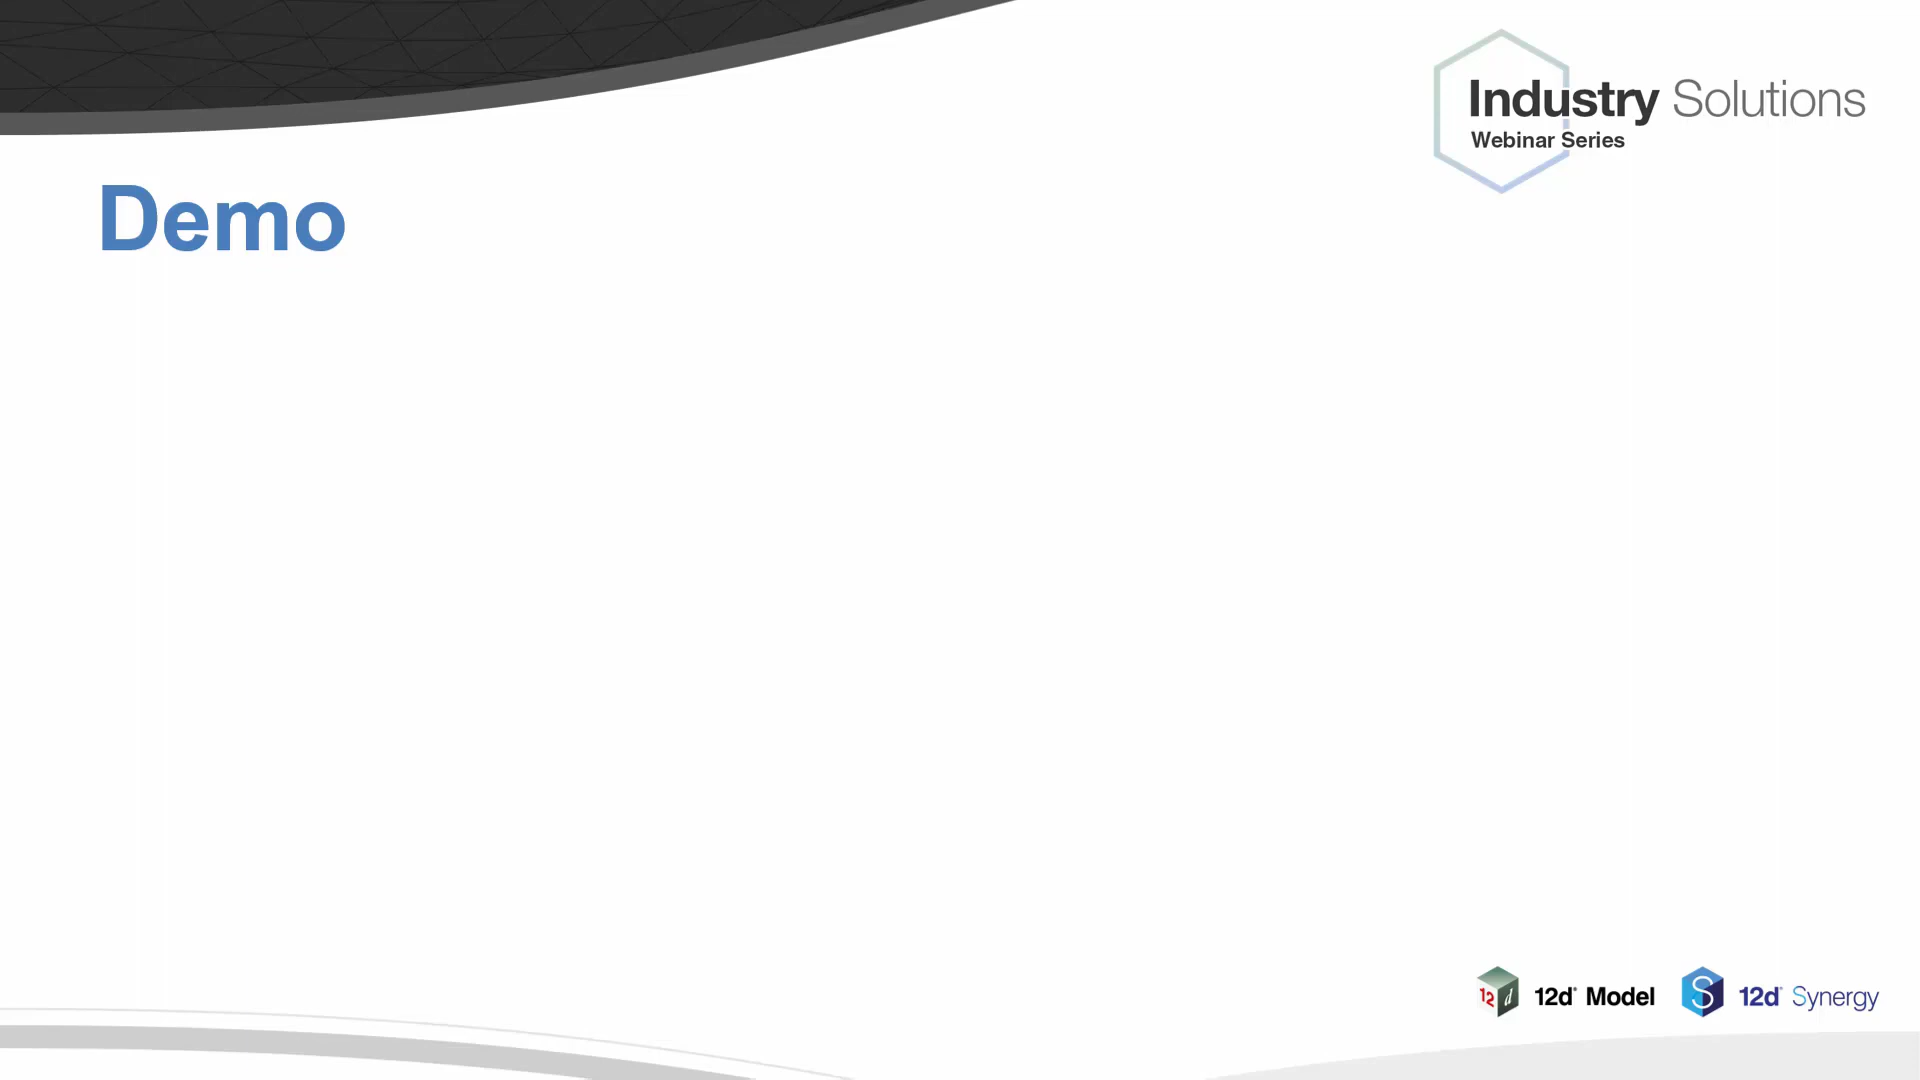 Industry Solutions
Webinar Series
Demo
12d® Model
12d® Synergy